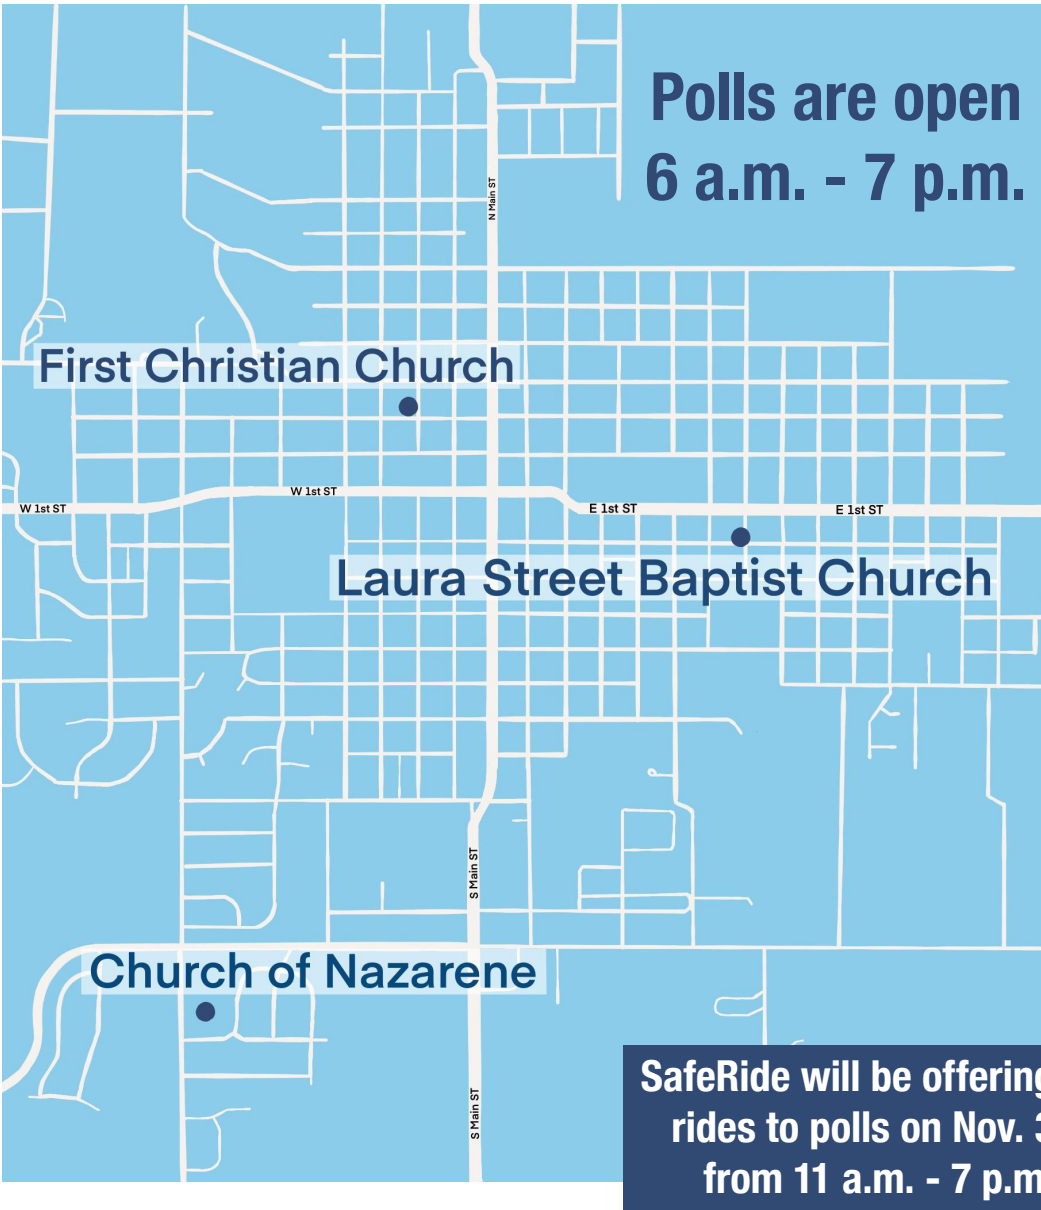 Polls are open
6 a.m. - 7 p.m.
N Main ST
First Christian Church
W 1st ST
W 1st ST
E 1st ST
E 1st ST
Laura Street Baptist Church
S Main ST
Church of Nazarene
SafeRide will be offering
rides to polls on Nov. 3
from 11 a.m. - 7 p.m
S Main ST